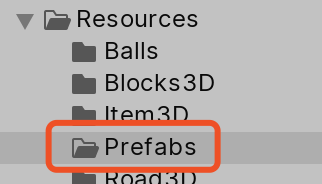 Resources
Balls
Blocks3D
Item3D
Prefabs
Road3D